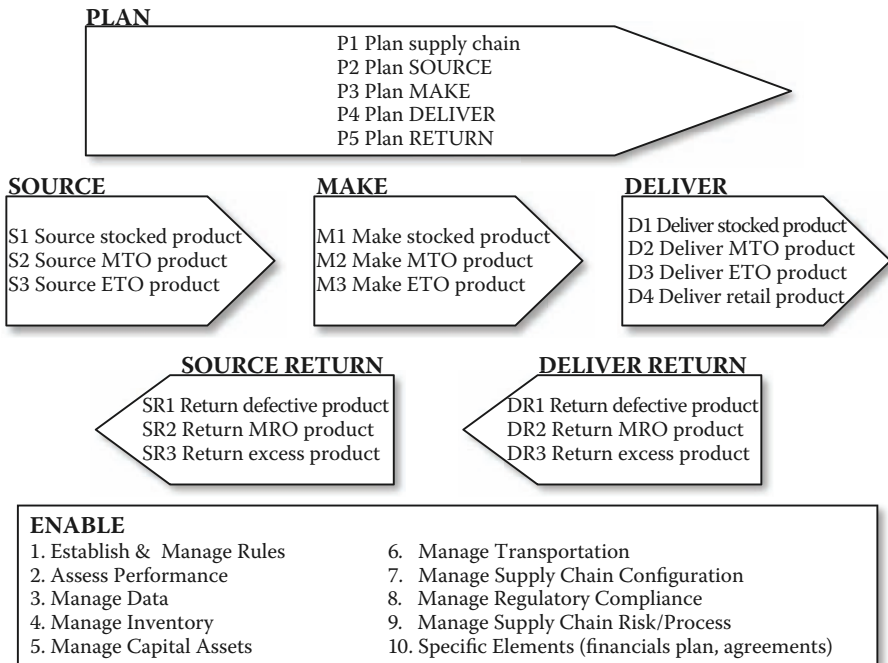 PLAN
P1 Plan supply chain
P2 Plan SOURCE
P3 Plan MAKE
P4 Plan DELIVER
P5 Plan RETURN
SOURCE
S1 Source stocked product
S2 Source MTO product
S3 Source ETO product
MAKE
M1 Make stocked product
M2 Make MTO product
M3 Make ETO product
DELIVER
D1 Deliver stocked product
D2 Deliver MTO product
D3 Deliver ETO product
D4 Deliver retail product
SOURCE RETURN
SR1 Return defective product
SR2 Return MRO product
SR3 Return excess product
DELIVER RETURN
DR1 Return defective product
DR2 Return MRO product
DR3 Return excess product
ENABLE
1. Establish & Manage Rules
2. Assess Performance
3. Manage Data
4. Manage Inventory
5. Manage Capital Assets
6. Manage Transportation
7. Manage Supply Chain Configuration
8. Manage Regulatory Compliance
9. Manage Supply Chain Risk/Process
10. Specific Elements (financials plan, agreements)